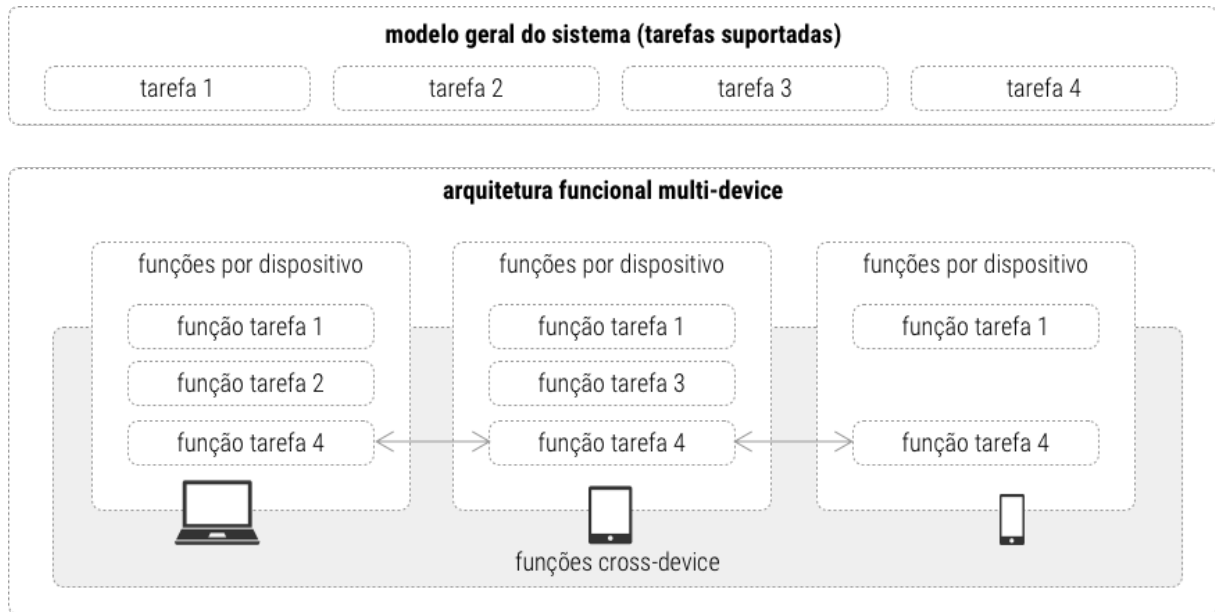 modelo geral do sistema (tarefas suportadas)
tarefa 1 tarefa 2 tarefa 3 tarefa 4
arquitetura funcional multi-device
funções por dispositivo funções por dispositivo funções por dispositivo
função tarefa 1 função tarefa 1 função tarefa 1
função tarefa 2 função tarefa 3
função tarefa 4 função tarefa 4 função tarefa 4
funções cross-device